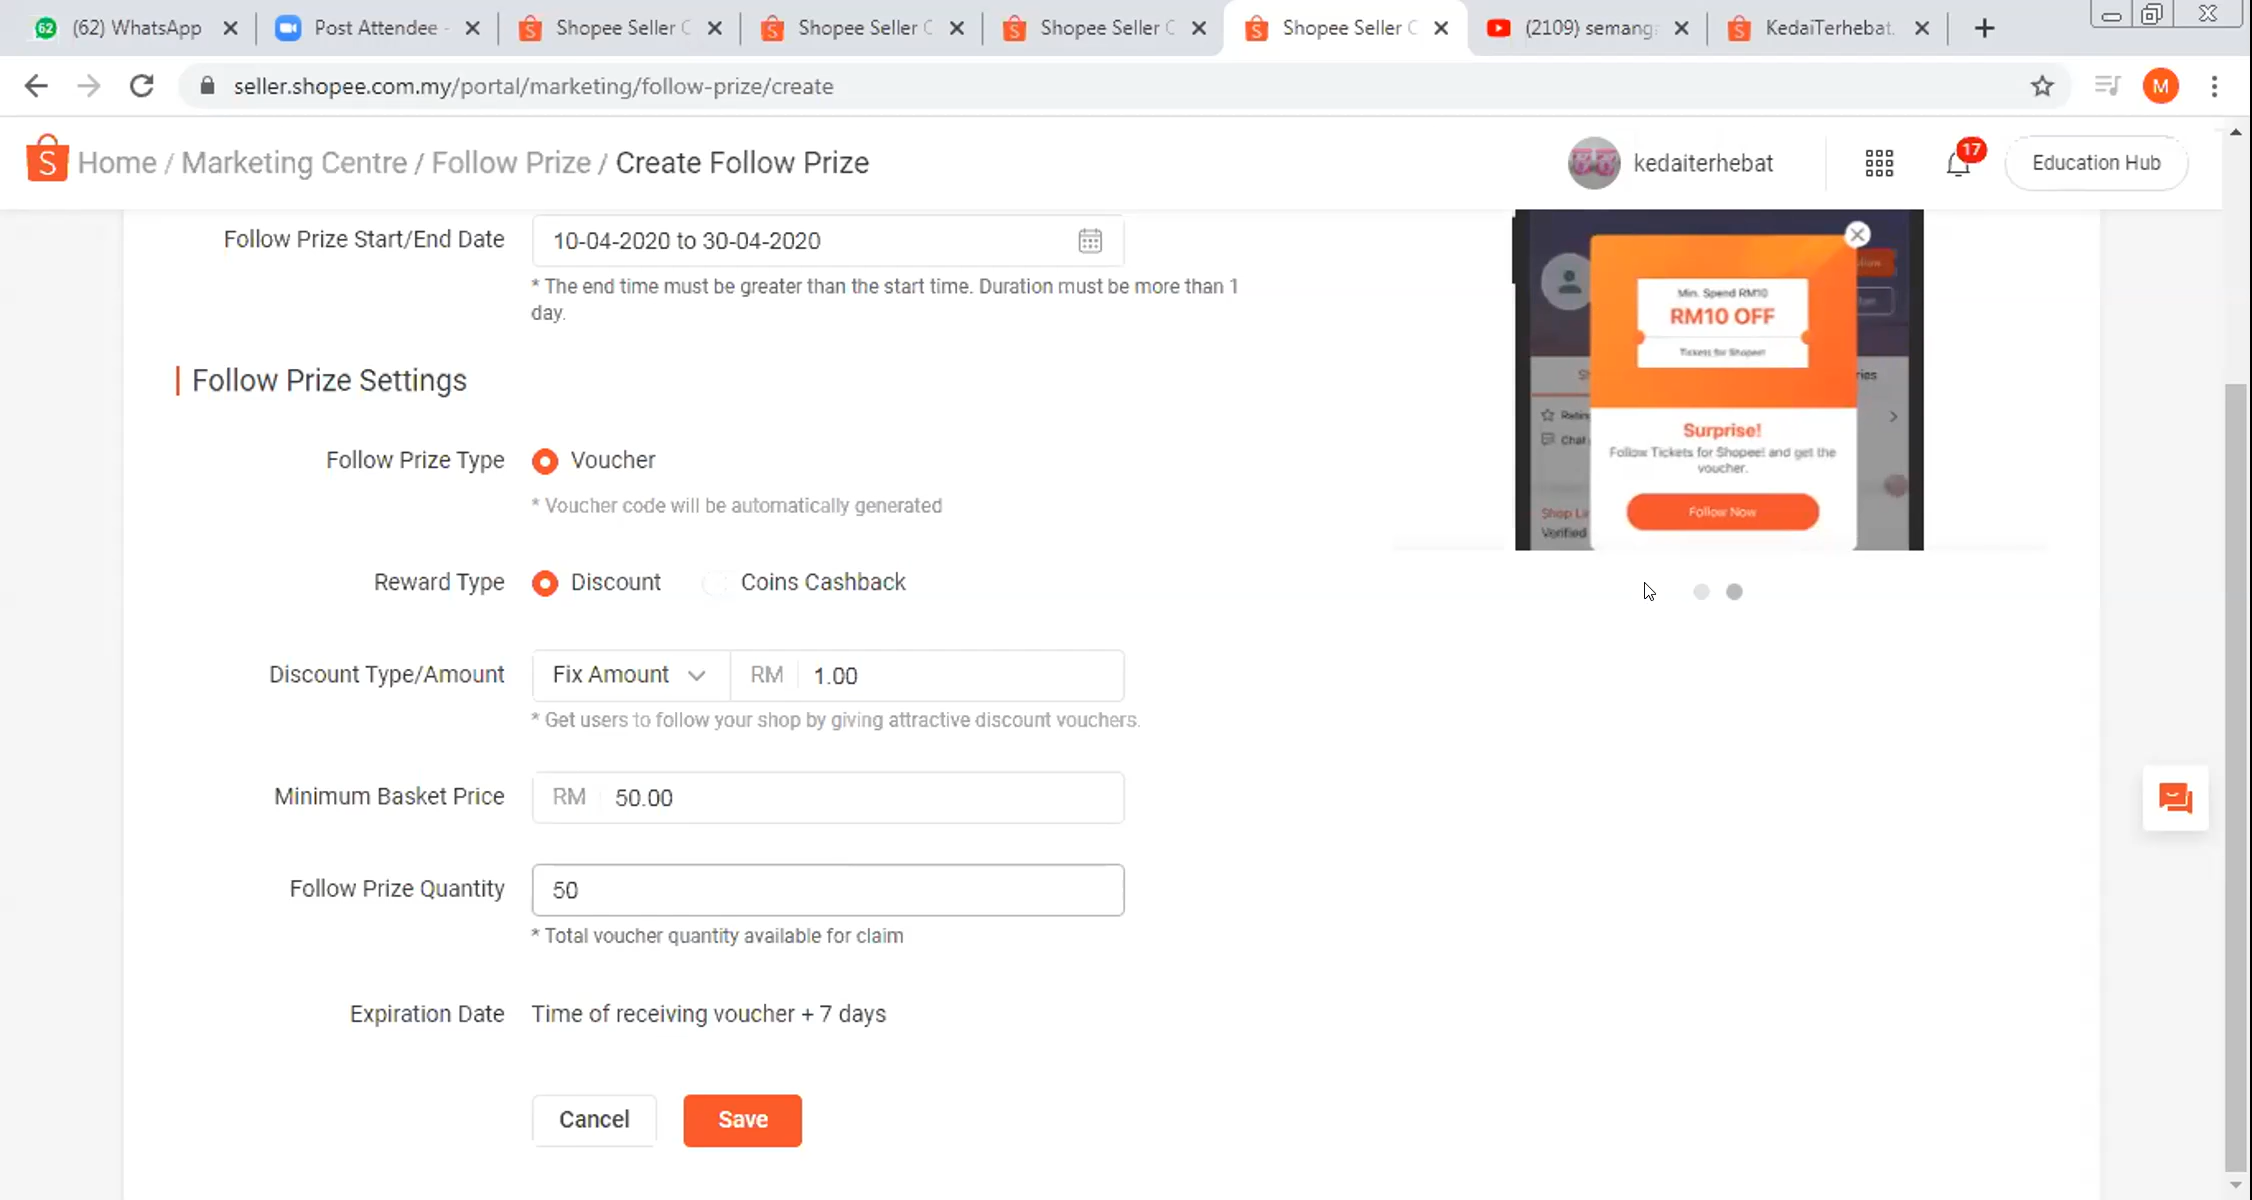 62 (62) WhatsApp
Post Attendee -
Shopee Seller C
Shopee Seller C
Shopee Seller C
Shopee Seller C
(2109) semang
KedaiTerhebat.
seller.shopee.com.my/portal/marketing/follow-prize/create
M
Home / Marketing Centre / Follow Prize / Create Follow Prize
kedaiterhebat
17
Education Hub
Follow Prize Start/End Date
10-04-2020 to 30-04-2020
* The end time must be greater than the start time. Duration must be more than 1
day.
Follow Prize Settings
Follow Prize Type
Voucher
* Voucher code will be automatically generated
Reward Type
Discount
Coins Cashback
Discount Type/Amount
Fix Amount
RM 1.00
* Get users to follow your shop by giving attractive discount vouchers.
Minimum Basket Price
RM 50.00
Follow Prize Quantity
50
* Total voucher quantity available for claim
Expiration Date
Time of receiving voucher + 7 days
Cancel
Save
Min. Spend RM10
RM10 OFF
Tickets for Shopee!
Surprise!
Follow Tickets for Shopee! and get the
voucher.
Follow Now
Chat
Verified